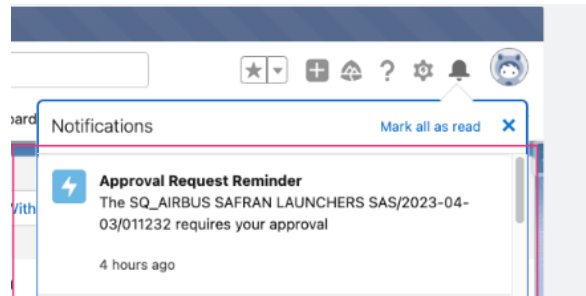 Notifications
Mark all as read
Approval Request Reminder
The SQ_AIRBUS SAFRAN LAUNCHERS SAS/2023-04-
03/011232 requires your approval
4 hours ago